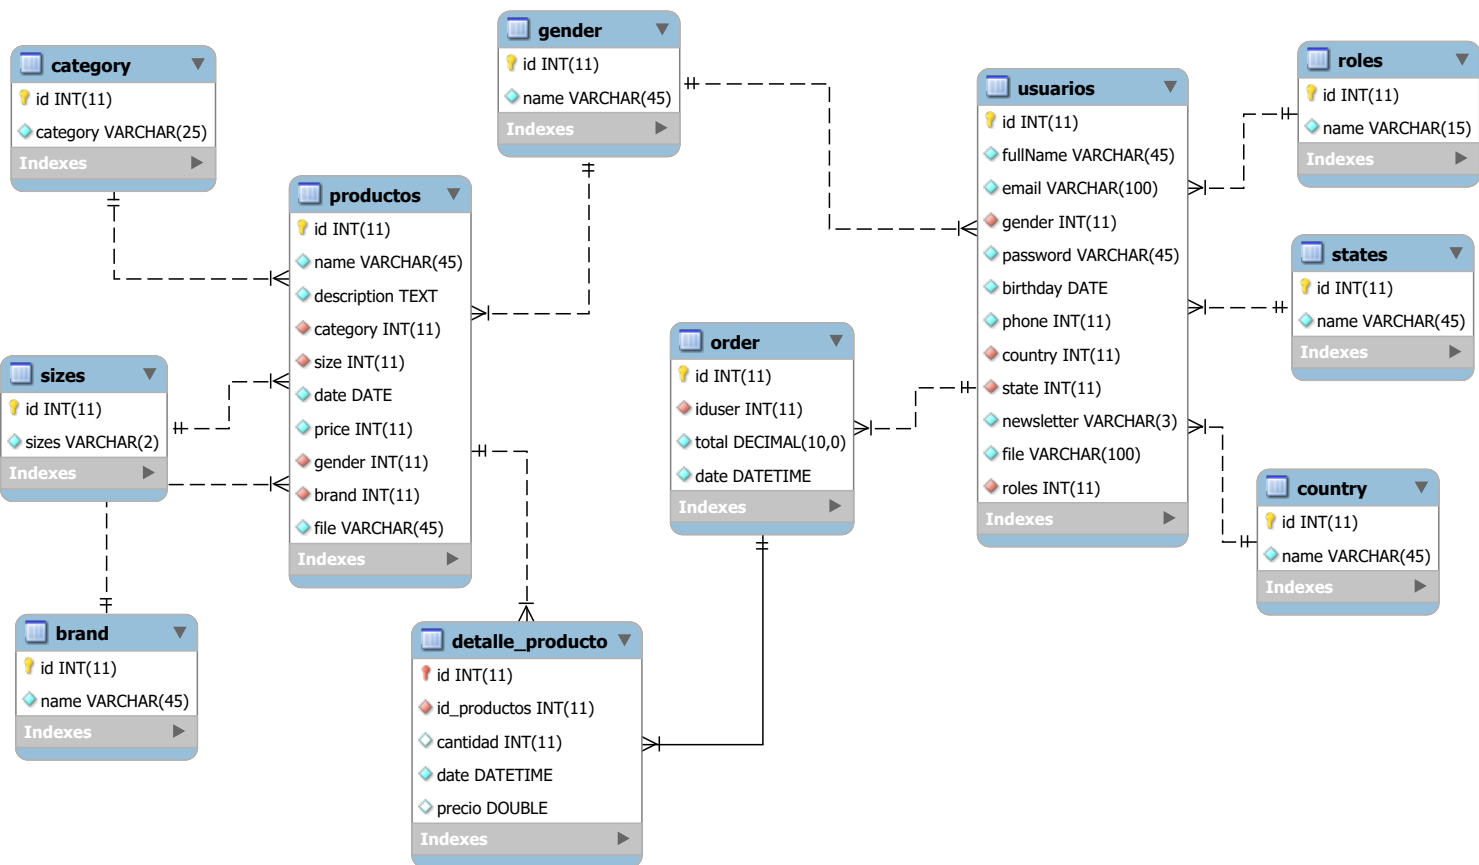 category
id INT(11)
category VARCHAR(25)
Indexes
gender
id INT(11)
name VARCHAR(45)
Indexes
productos
id INT(11)
name VARCHAR(45)
description TEXT
category INT(11)
size INT(11)
date DATE
price INT(11)
gender INT(11)
brand INT(11)
file VARCHAR(45)
Indexes
sizes
id INT(11)
sizes VARCHAR(2)
Indexes
brand
id INT(11)
name VARCHAR(45)
Indexes
detalle_producto
id INT(11)
id_productos INT(11)
cantidad INT(11)
date DATETIME
precio DOUBLE
Indexes
order
id INT(11)
iduser INT(11)
total DECIMAL(10,0)
date DATETIME
Indexes
usuarios
id INT(11)
fullName VARCHAR(45)
email VARCHAR(100)
gender INT(11)
password VARCHAR(45)
birthday DATE
phone INT(11)
country INT(11)
state INT(11)
newsletter VARCHAR(3)
file VARCHAR(100)
roles INT(11)
Indexes
roles
id INT(11)
name VARCHAR(15)
Indexes
states
id INT(11)
name VARCHAR(45)
Indexes
country
id INT(11)
name VARCHAR(45)
Indexes